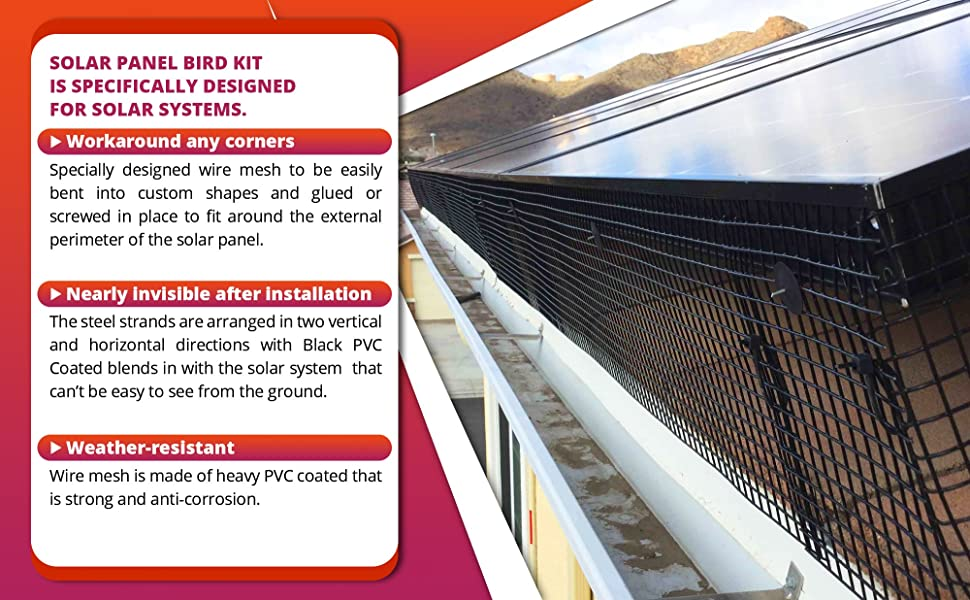 SOLAR PANEL BIRD KIT
IS SPECIFICALLY DESIGNED
FOR SOLAR SYSTEMS.
▶ Workaround any corners
Specially designed wire mesh to be easily
bent into custom shapes and glued or
screwed in place to fit around the external
perimeter of the solar panel.
▶ Nearly invisible after installation
The steel strands are arranged in two vertical
and horizontal directions with Black PVC
Coated blends in with the solar system that
can’t be easy to see from the ground.
▶ Weather-resistant
Wire mesh is made of heavy PVC coated that
is strong and anti-corrosion.